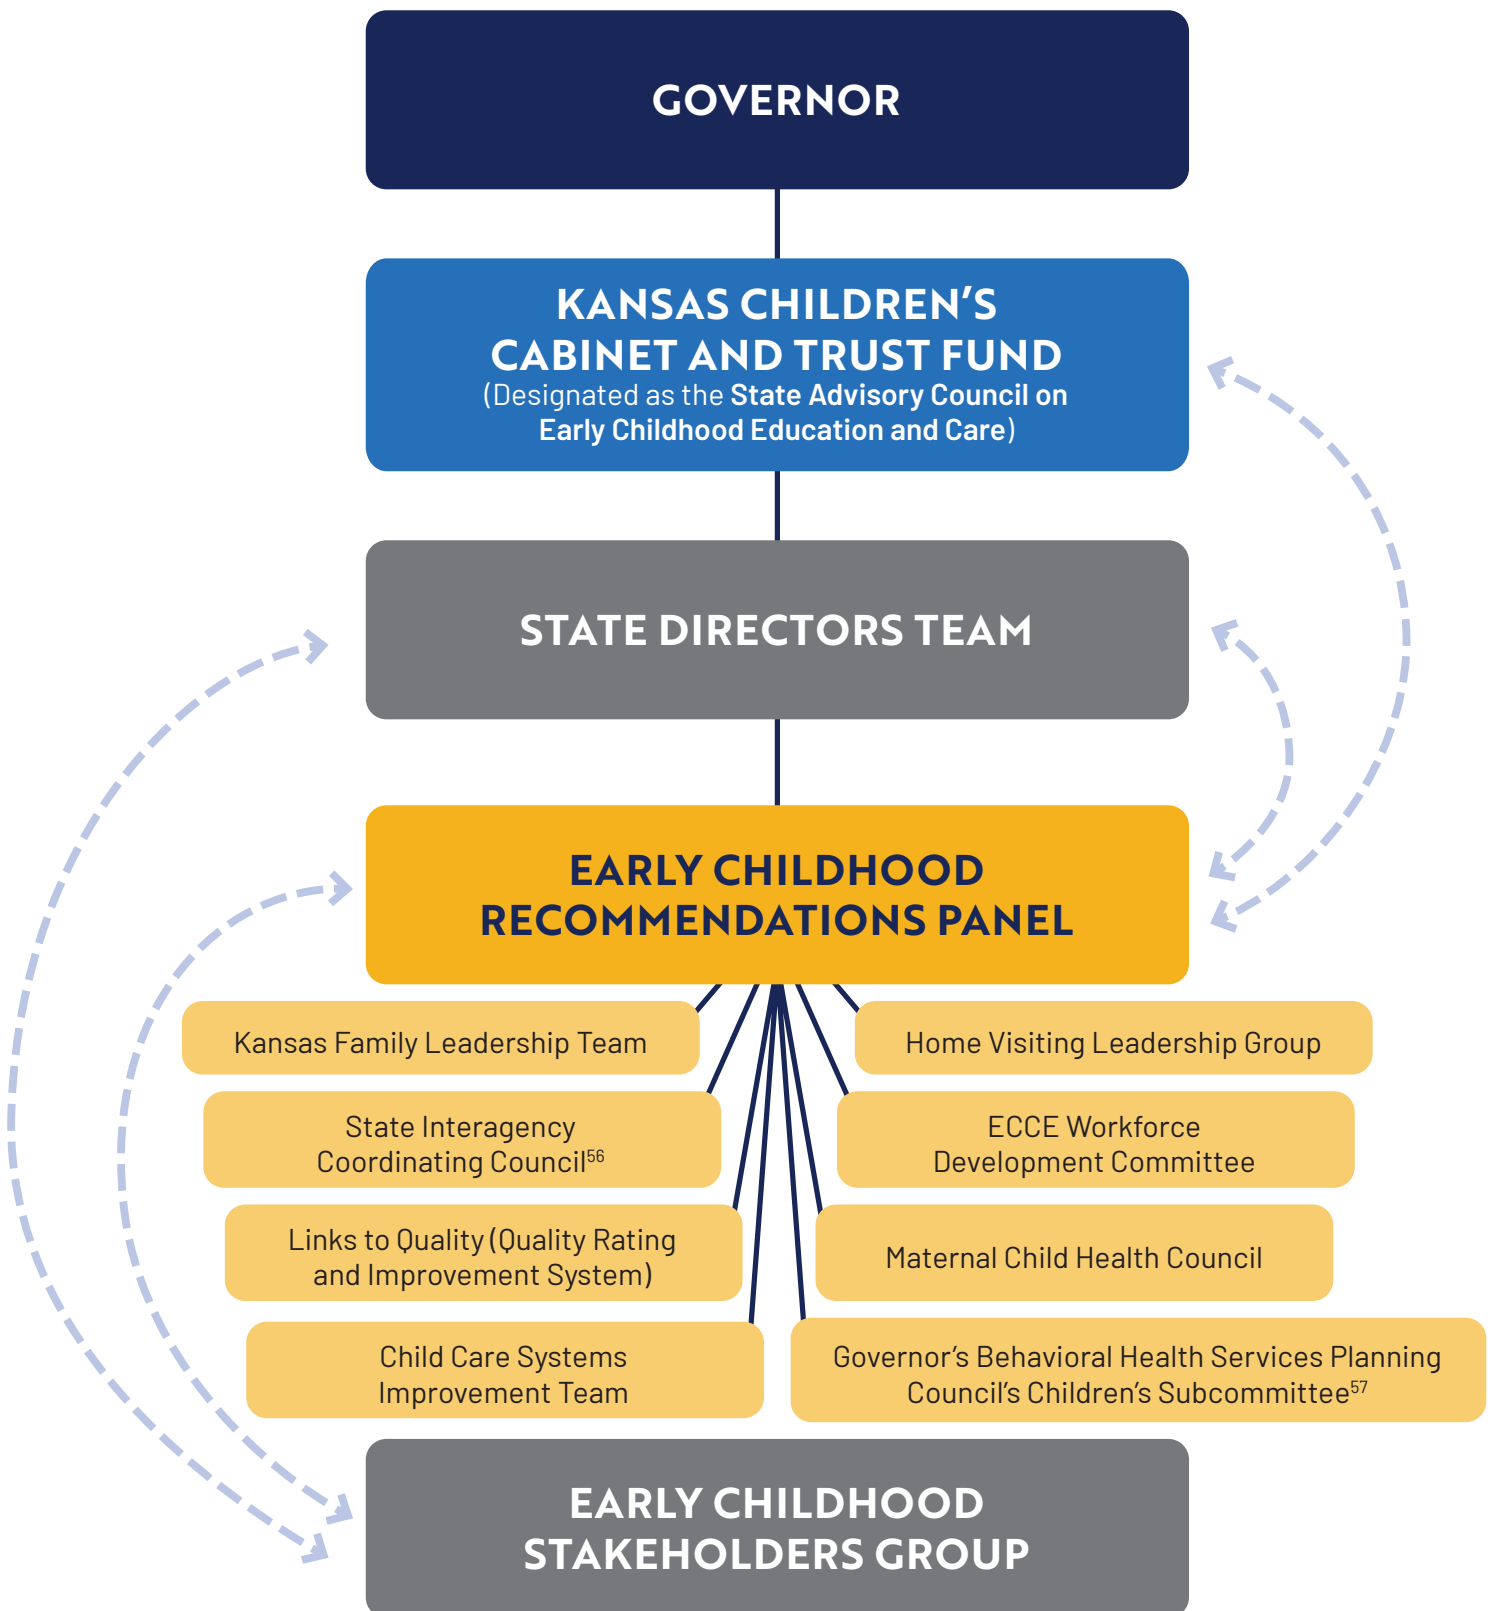 GOVERNOR
KANSAS CHILDREN’S
CABINET AND TRUST FUND
(Designated as the State Advisory Council on
Early Childhood Education and Care)
STATE DIRECTORS TEAM
EARLY CHILDHOOD
RECOMMENDATIONS PANEL
Kansas Family Leadership Team
Home Visiting Leadership Group
State Interagency
Coordinating Council⁵⁶
ECCE Workforce
Development Committee
Links to Quality (Quality Rating
and Improvement System)
Maternal Child Health Council
Child Care Systems
Improvement Team
Governor’s Behavioral Health Services Planning
Council’s Children’s Subcommittee⁵⁷
EARLY CHILDHOOD
STAKEHOLDERS GROUP